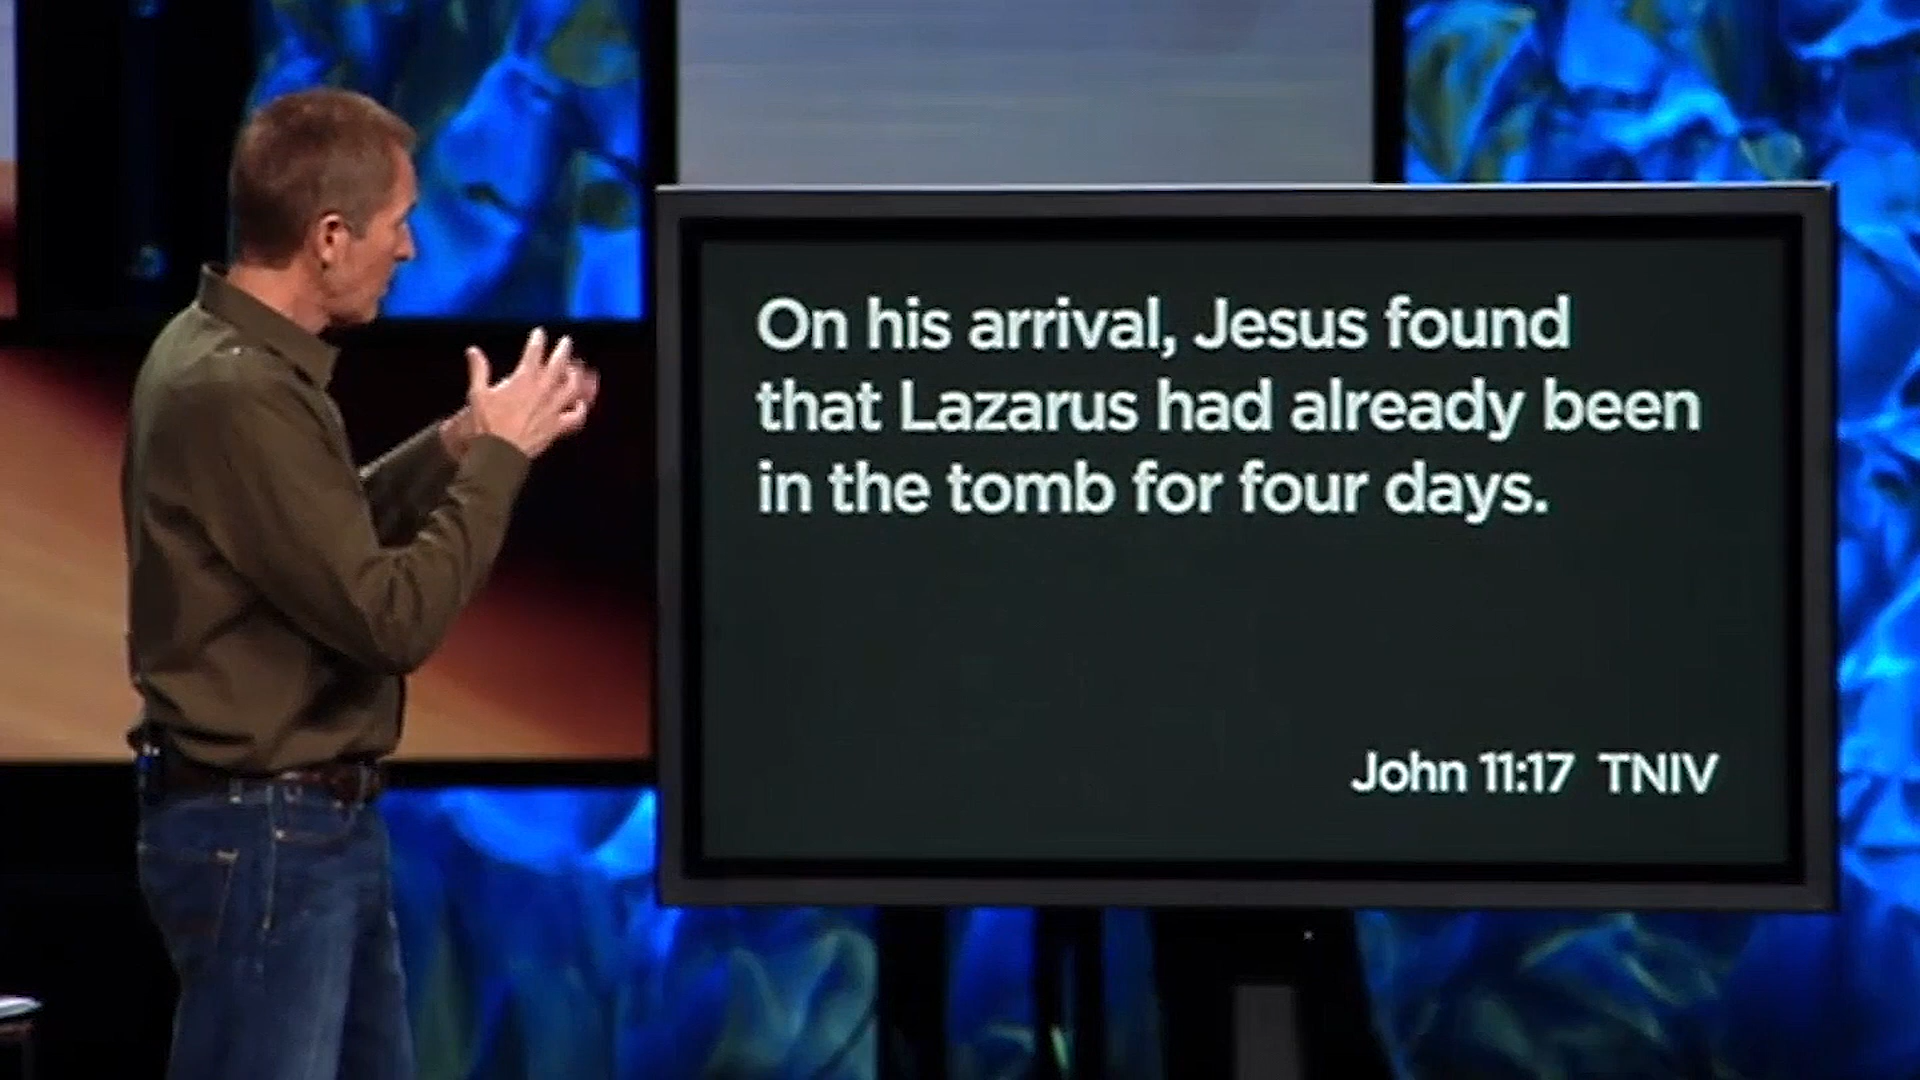 On his arrival, Jesus found
that Lazarus had already been
in the tomb for four days.
John 11:17 TNIV